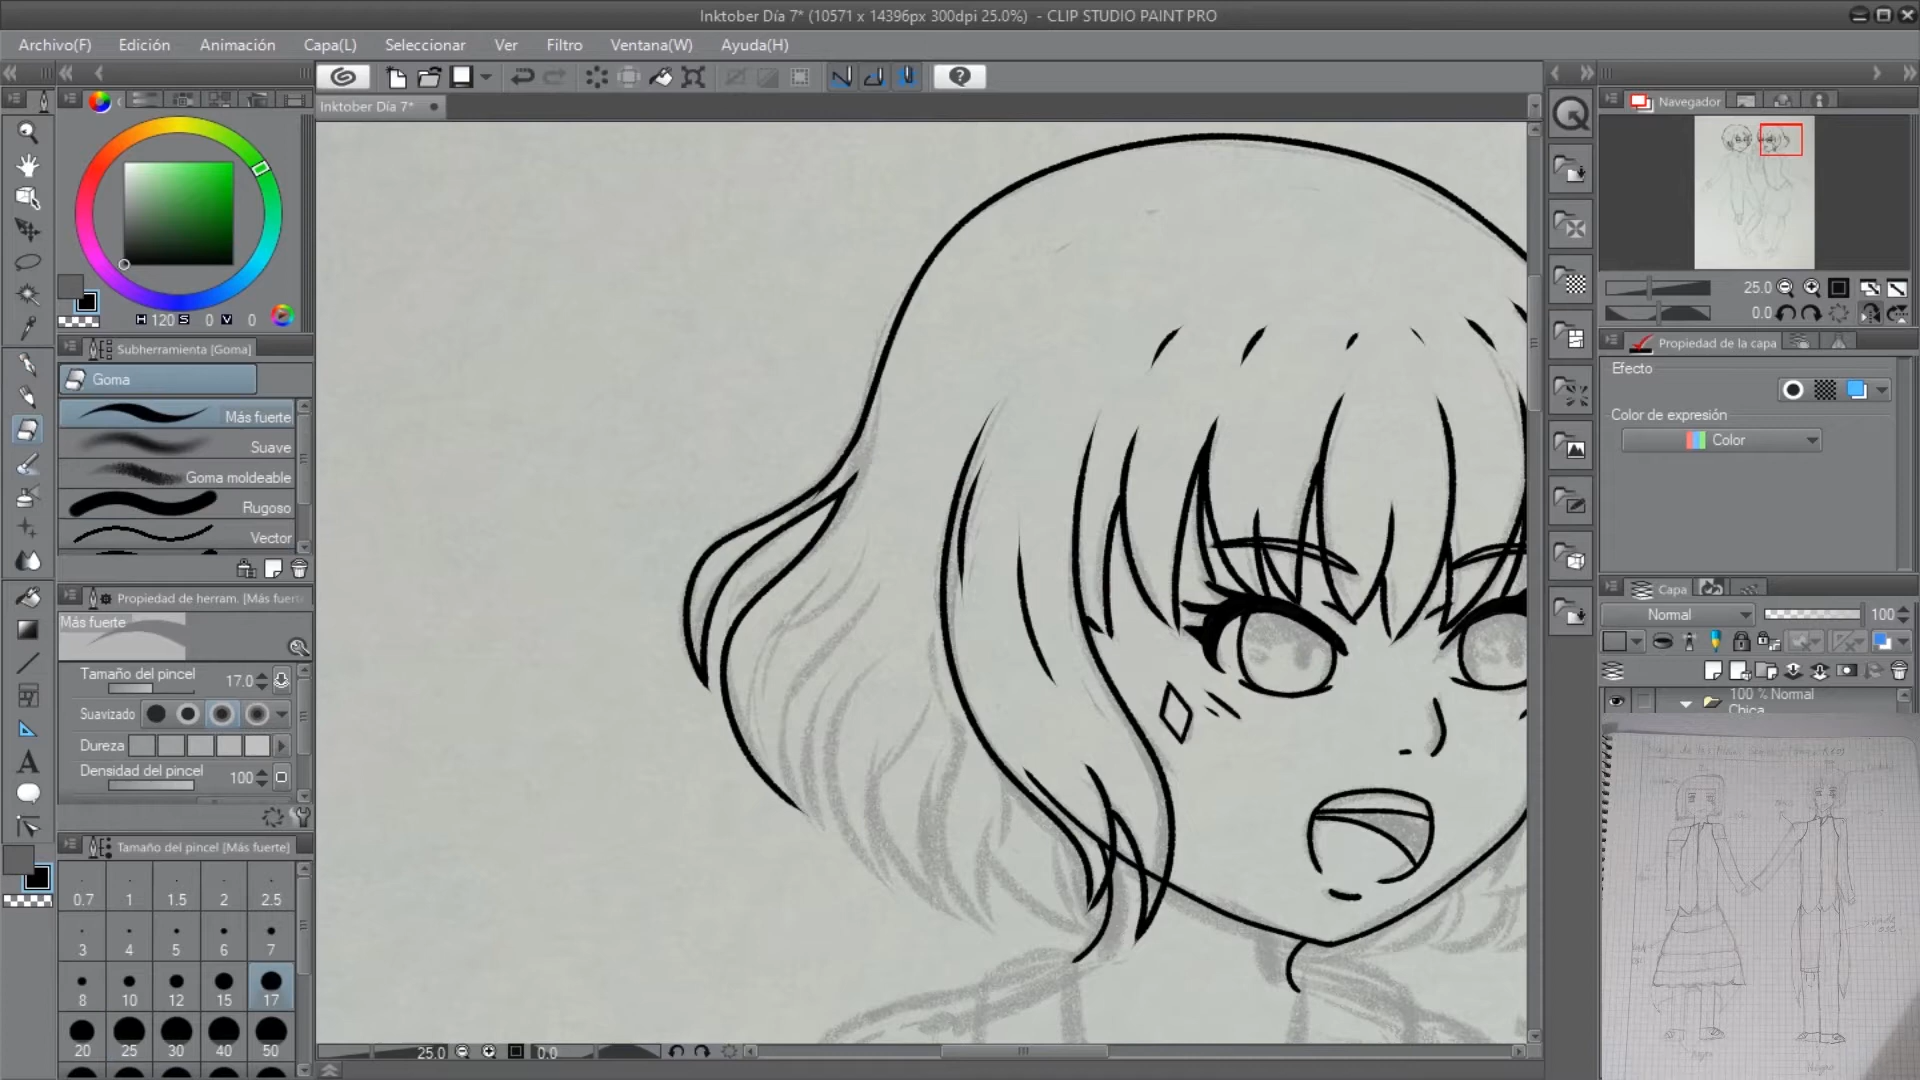 Inktober Día 7* (10571 x 14396px 300dpi 25.0%) - CLIP STUDIO PAINT PRO
Archivo(F) Edición Animación Capa(L) Seleccionar Ver Filtro Ventana(W) Ayuda(H)
Inktober Día 7*
Navegador
H 120 S 0 V 0
25.0
0.0
Subherramienta [Goma]
Goma
Más fuerte
Suave
Goma moldeable
Rugoso
Vector
Propiedad de la capa
Efecto
Color de expresión
Color
Propiedad de herram. [Más fuerte
Más fuerte
Tamaño del pincel 17.0
Suavizado
Dureza
Densidad del pincel 100
Capa
Normal 100
100 % Normal
Chica
Tamaño del pincel [Más fuerte]
0.7 1 1.5 2 2.5
3 4 5 6 7
8 10 12 15 17
20 25 30 40 50
25.0 0.0